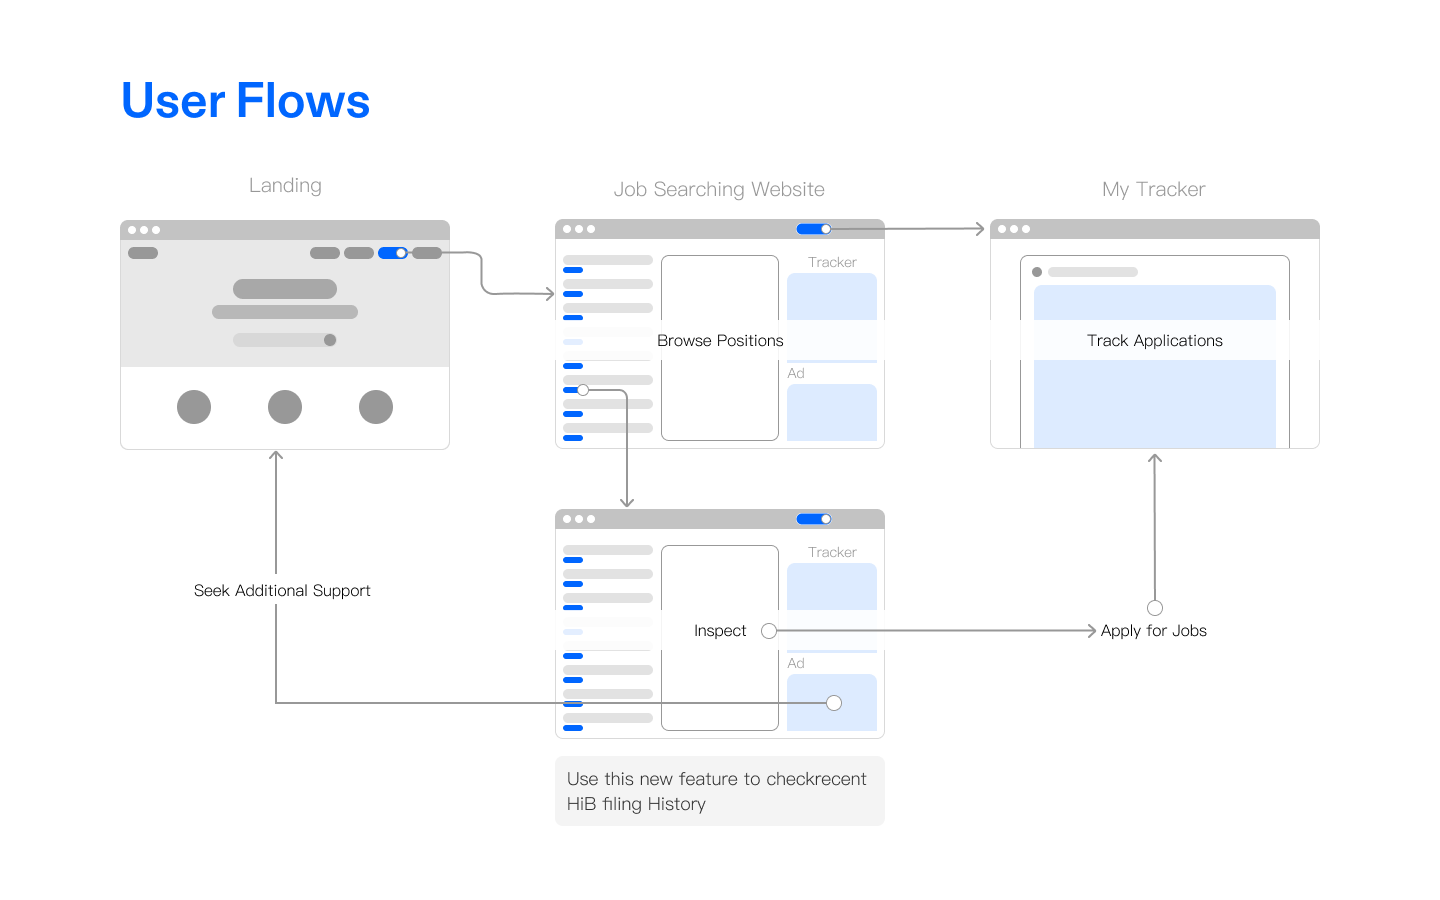 User Flows
Landing
Job Searching Website
My Tracker
Tracker
Browse Positions
Track Applications
Ad
Tracker
Seek Additional Support
Inspect
Apply for Jobs
Ad
Use this new feature to checkrecent
HiB filing History